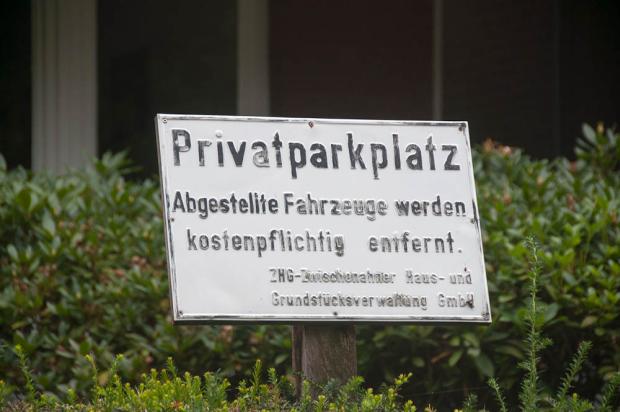 Privatparkplatz
Abgestellte Fahrzeuge werden
kostenpflichtig entfernt.
ZHG-Zwischenahner Haus- und
Grundstücksverwaltung GmbH